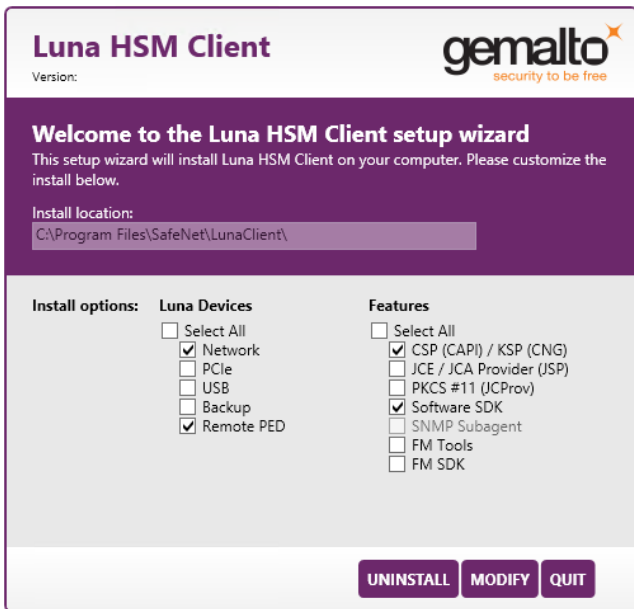 Luna HSM Client
Version:
gemalto
security to be free
Welcome to the Luna HSM Client setup wizard
This setup wizard will install Luna HSM Client on your computer. Please customize the
install below.
Install location:
C:\Program Files\SafeNet\LunaClient\
Install options:
Luna Devices
Select All
Network
PCIe
USB
Backup
Remote PED
Features
Select All
CSP (CAPI) / KSP (CNG)
JCE / JCA Provider (JSP)
PKCS #11 (JCProv)
Software SDK
SNMP Subagent
FM Tools
FM SDK
UNINSTALL
MODIFY
QUIT